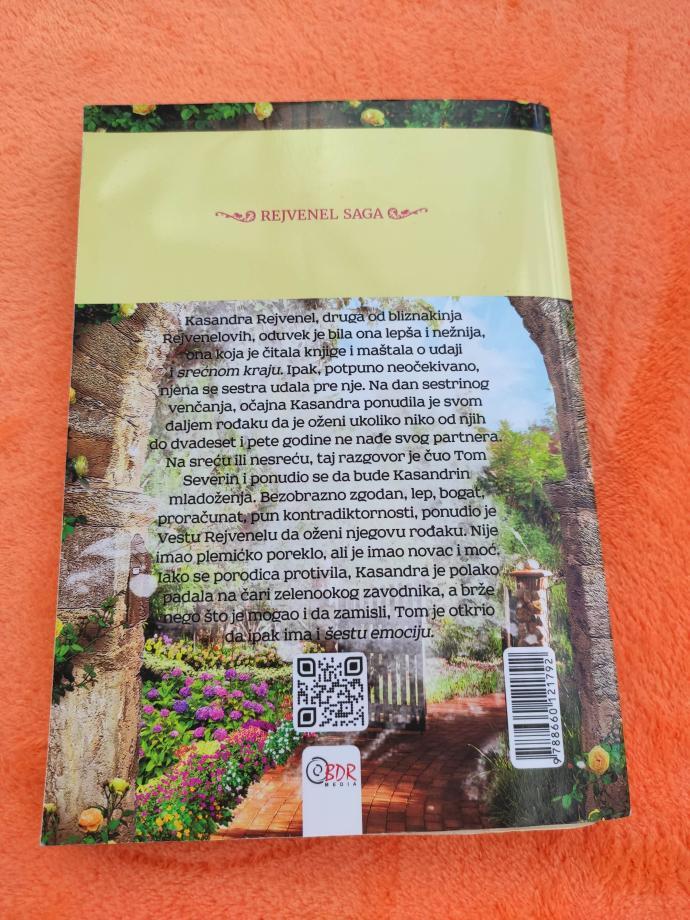 REJVENEL SAGA
Kasandra Rejvenel, druga od bliznakinja
Rejvenelovih, oduvek je bila ona lepša i nežnija,
ona koja je čitala knjige i maštala o udaji
i srećnom kraju. Ipak, potpuno neočekivano,
njena se sestra udala pre nje. Na dan sestrinog
venčanja, očajna Kasandra ponudila je svom
daljem rođaku da je oženi ukoliko niko od njih
do dvadeset i pete godine ne nađe svog partnera.
Na sreću ili nesreću, taj razgovor je čuo Tom
Severin i ponudio se da bude Kasandrin
mladoženja. Bezobrazno zgodan, lep, bogat,
proračunat, pun kontradiktornosti, ponudio je
Vestu Rejvenelu da oženi njegovu rođaku. Nije
imao plemićko poreklo, ali je imao novac i moć.
Iako se porodica protivila, Kasandra je polako
padala na čari zelenookog zavodnika, a brže
nego što je mogao i da zamisli, Tom je otkrio
da ipak ima i šestu emociju.
BDR
MEDIA
9788660121792